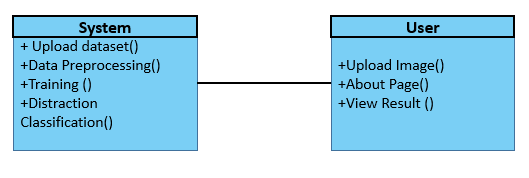 System
+ Upload dataset()
+Data Preprocessing()
+Training ()
+Distraction
Classification()
User
+Upload Image()
+About Page()
+View Result ()